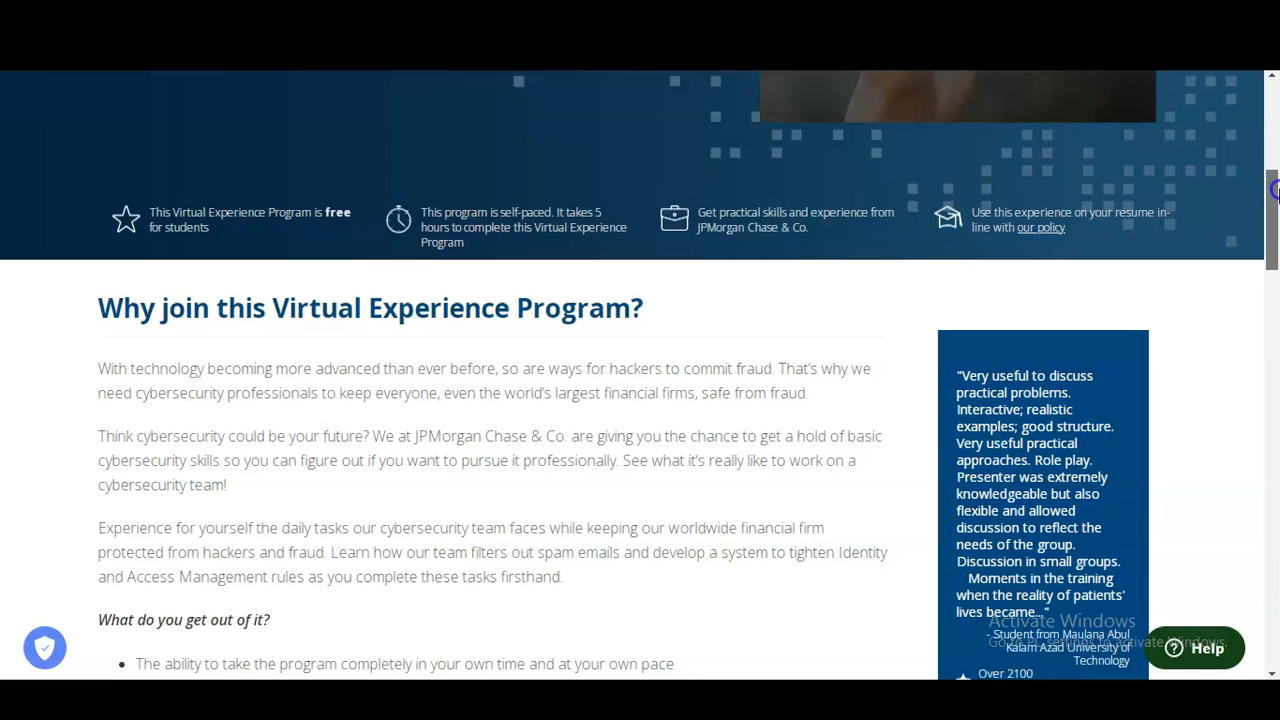 This Virtual Experience Program is free
for students
This program is self-paced. It takes 5
hours to complete this Virtual Experience
Program
Get practical skills and experience from
JPMorgan Chase & Co.
Use this experience on your resume in-
line with our policy
Why join this Virtual Experience Program?
With technology becoming more advanced than ever before, so are ways for hackers to commit fraud. That's why we
need cybersecurity professionals to keep everyone, even the world's largest financial firms, safe from fraud.
Think cybersecurity could be your future? We at JPMorgan Chase & Co. are giving you the chance to get a hold of basic
cybersecurity skills so you can figure out if you want to pursue it professionally. See what it's really like to work on a
cybersecurity team!
Experience for yourself the daily tasks our cybersecurity team faces while keeping our worldwide financial firm
protected from hackers and fraud. Learn how our team filters out spam emails and develop a system to tighten Identity
and Access Management rules as you complete these tasks firsthand.
What do you get out of it?
• The ability to take the program completely in your own time and at your own pace
"Very useful to discuss
practical problems.
Interactive; realistic
examples; good structure.
Very useful practical
approaches. Role play.
Presenter was extremely
knowledgeable but also
flexible and allowed
discussion to reflect the
needs of the group.
Discussion in small groups.
Moments in the training
when the reality of patients'
lives became..."
- Student from Maulana Abul
Kalam Azad University of
Technology
Over 2100
Activate Windows
Go to PC settings to activate Windows.
Help